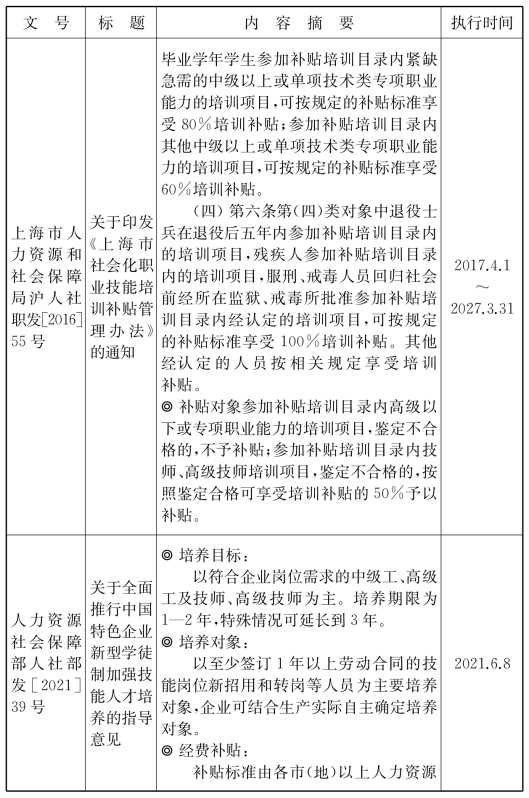 文　号
标　题
内　容　摘　要
执行时间
上海市人
力资源和
社会保障
局沪人社
职发[2016]
55 号
关于印发
《上海市
社会化职
业技能培
训补贴管
理办法》
的通知
毕业学年学生参加补贴培训目录内紧缺
急需的中级以上或单项技术类专项职业
能力的培训项目,可按规定的补贴标准享
受 80%培训补贴;参加补贴培训目录内
其他中级以上或单项技术类专项职业能
力的培训项目,可按规定的补贴标准享受
60%培训补贴。
(四) 第六条第(四)类对象中退役士
兵在退役后五年内参加补贴培训目录内
的培训项目,残疾人参加补贴培训目录
内的培训项目,服刑、戒毒人员回归社会
前经所在监狱、戒毒所批准参加补贴培
训目录内经认定的培训项目,可按规定
的补贴标准享受 100%培训补贴。其他
经认定的人员按相关规定享受培训
补贴。
◎ 补贴对象参加补贴培训目录内高级以
下或专项职业能力的培训项目,鉴定不合
格的,不予补贴;参加补贴培训目录内技
师、高级技师培训项目,鉴定不合格的,按
照鉴定合格可享受培训补贴的 50%予以
补贴。
2017.4.1
～
2027.3.31
人力资源
社会保障
部人社部
发［2021］
39 号
关于全面
推行中国
特色企业
新型学徒
制加强技
能人才培
养的指导
意见
◎ 培养目标:
以符合企业岗位需求的中级工、高级
工及技师、高级技师为主。培养期限为
1—2 年,特殊情况可延长到 3 年。
◎ 培养对象:
以至少签订 1 年以上劳动合同的技
能岗位新招用和转岗等人员为主要培养
对象,企业可结合生产实际自主确定培养
对象。
◎ 经费补贴:
补贴标准由各市(地)以上人力资源
2021.6.8